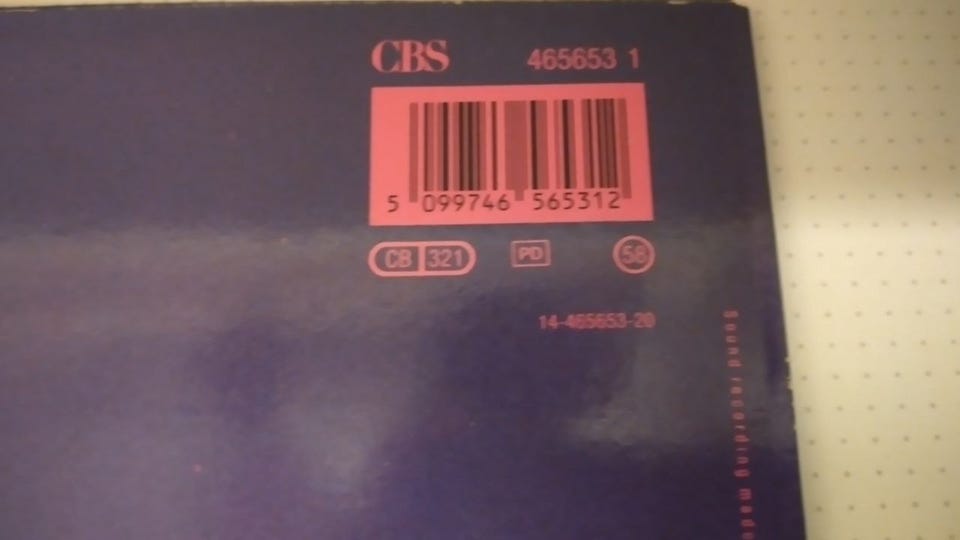 CBS 465653 1
5 099746 565312
CB 321 PD 58
14-465653-20
Sound recording made